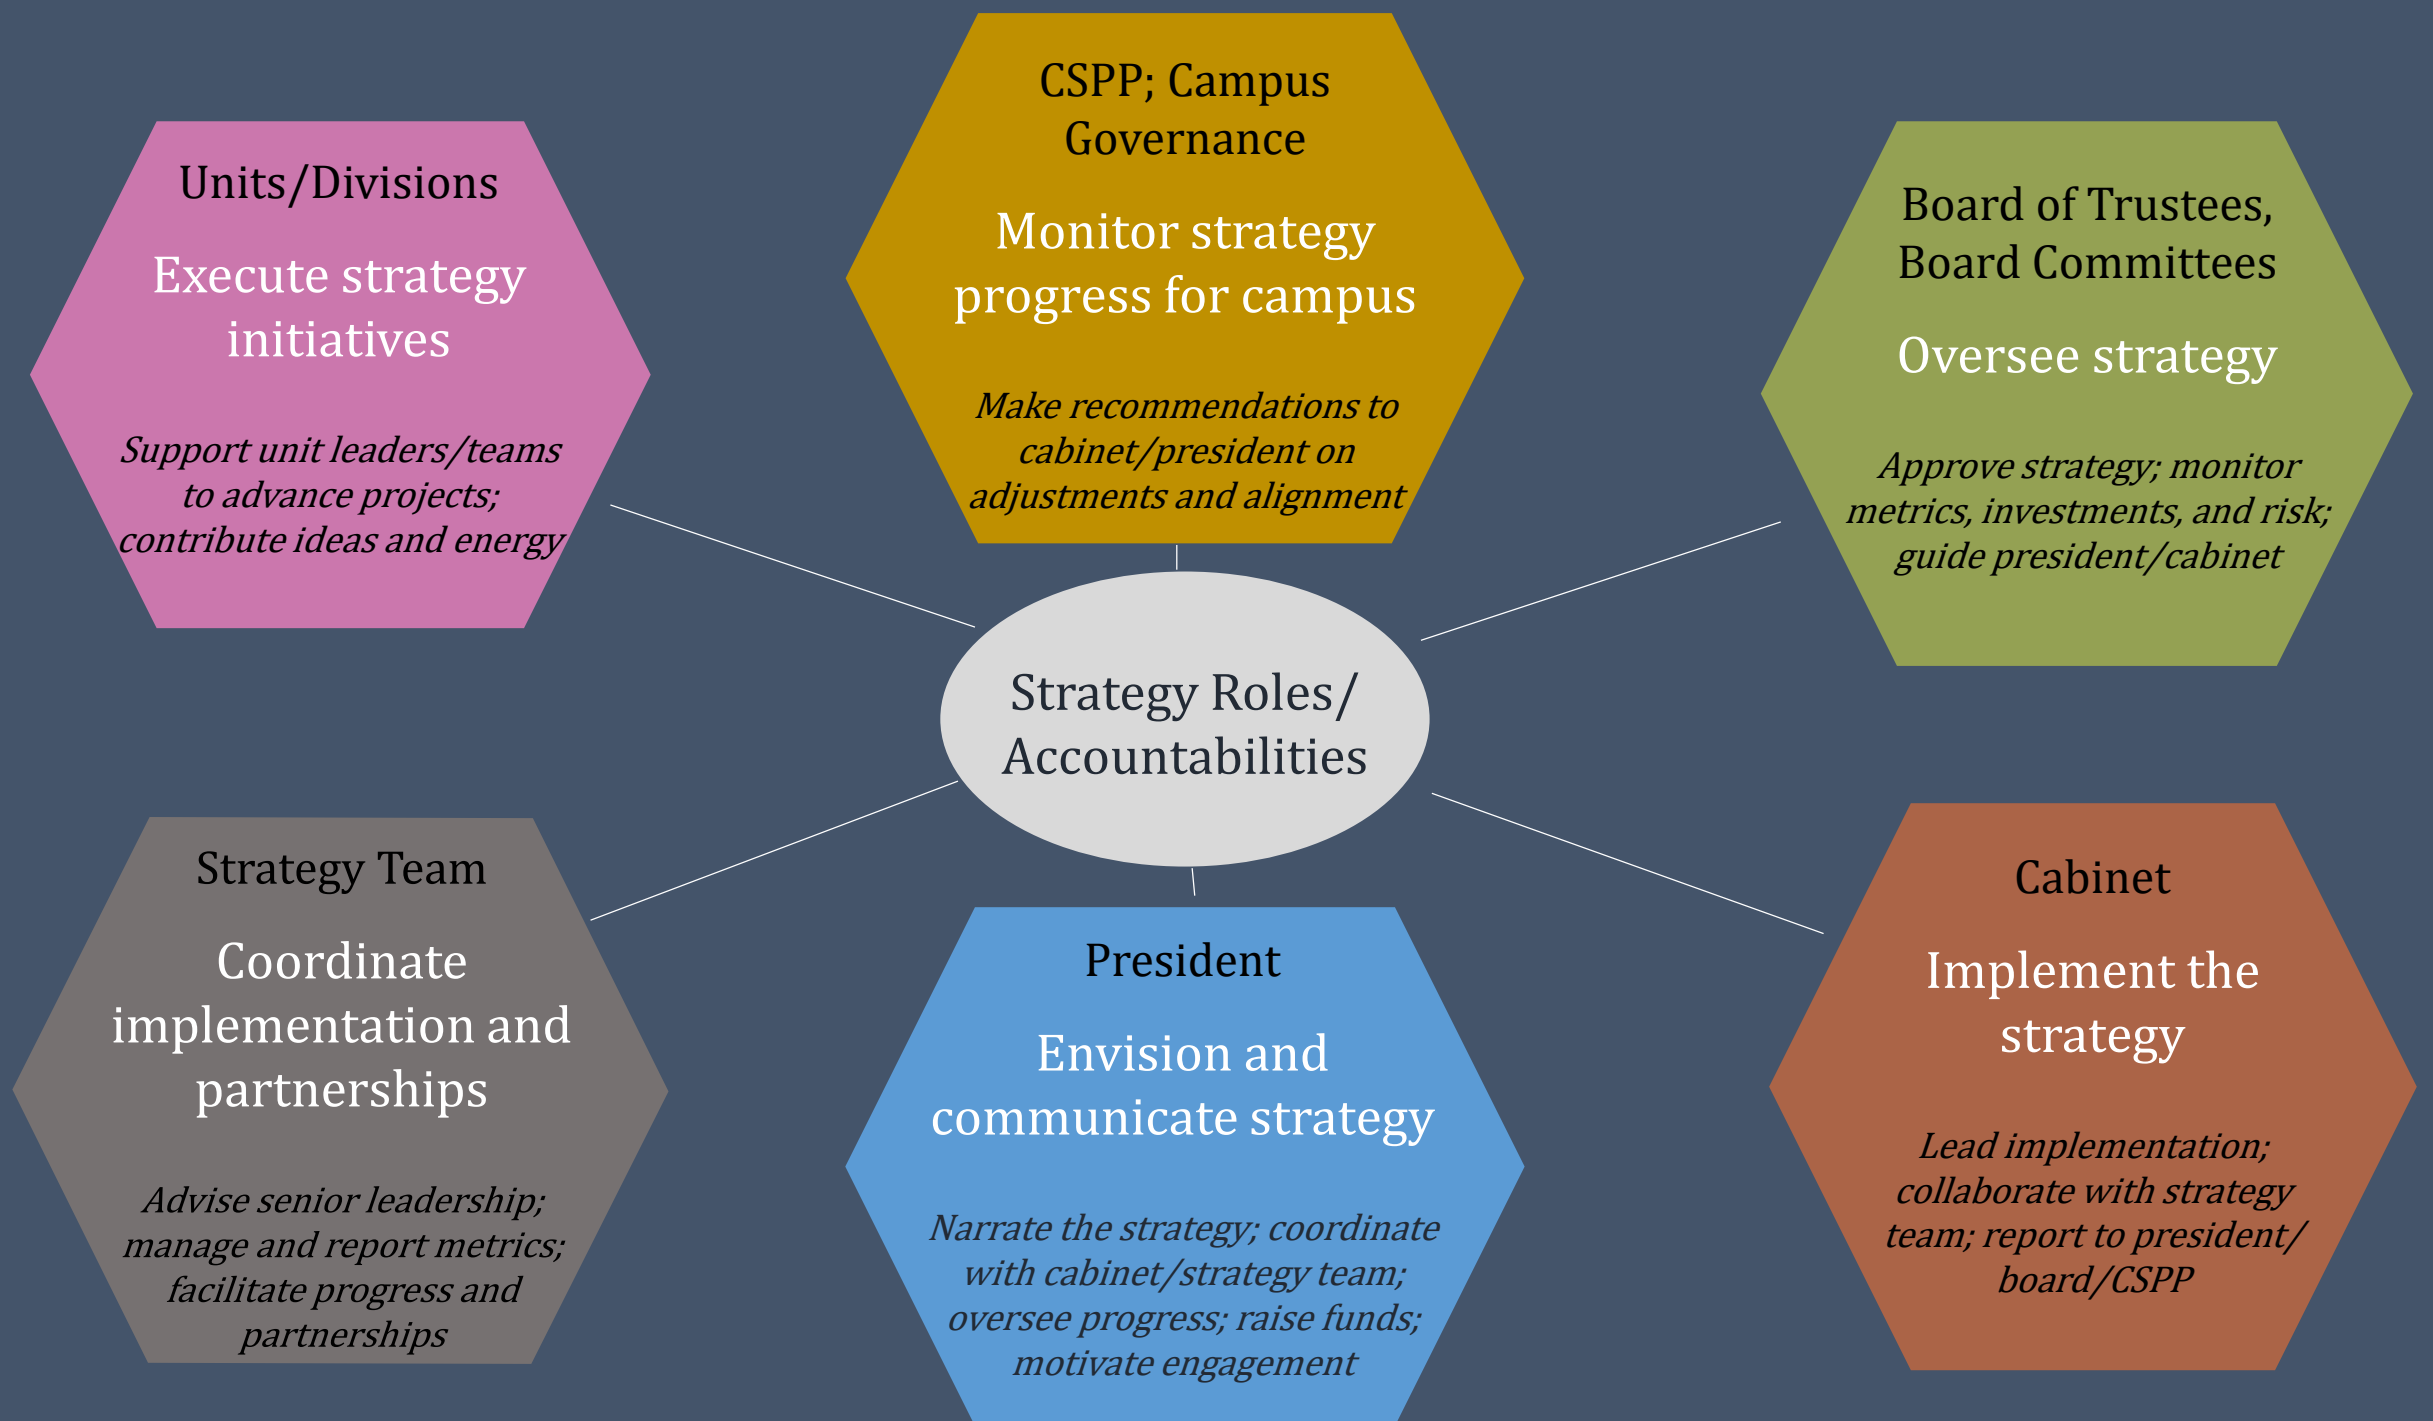 Units/Divisions
Execute strategy
initiatives
Support unit leaders/teams
to advance projects;
contribute ideas and energy
CSPP; Campus
Governance
Monitor strategy
progress for campus
Make recommendations to
cabinet/president on
adjustments and alignment
Board of Trustees,
Board Committees
Oversee strategy
Approve strategy; monitor
metrics, investments, and risk;
guide president/cabinet
Strategy Roles/
Accountabilities
Strategy Team
Coordinate
implementation and
partnerships
Advise senior leadership;
manage and report metrics;
facilitate progress and
partnerships
President
Envision and
communicate strategy
Narrate the strategy; coordinate
with cabinet/strategy team;
oversee progress; raise funds;
motivate engagement
Cabinet
Implement the
strategy
Lead implementation;
collaborate with strategy
team; report to president/
board/CSPP